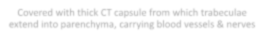 Covered with thick CT capsule from which trabeculae
extend into parenchyma, carrying blood vessels & nerves